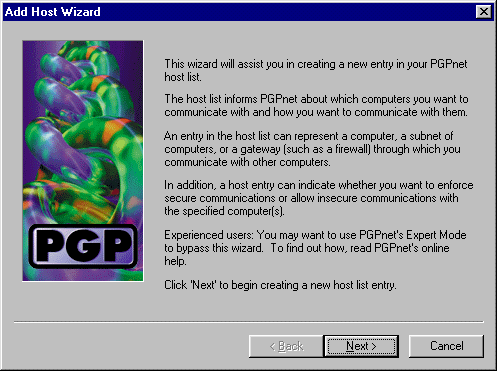 Add Host Wizard
This wizard will assist you in creating a new entry in your PGPnet
host list.
The host list informs PGPnet about which computers you want to
communicate with and how you want to communicate with them.
An entry in the host list can represent a computer, a subnet of
computers, or a gateway (such as a firewall) through which you
communicate with other computers.
In addition, a host entry can indicate whether you want to enforce
secure communications or allow insecure communications with
the specified computer(s).
Experienced users: You may want to use PGPnet's Expert Mode
to bypass this wizard.  To find out how, read PGPnet's online
help.
Click 'Next' to begin creating a new host list entry.
PGP
< Back
Next >
Cancel